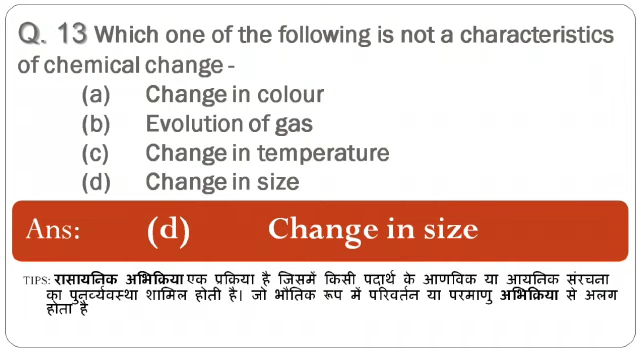 Q. 13 Which one of the following is not a characteristics
of chemical change -
(a) Change in colour
(b) Evolution of gas
(c) Change in temperature
(d) Change in size
Ans: (d) Change in size
TIPS: रासायनिक अभिक्रिया एक प्रक्रिया है जिसमें किसी पदार्थ के आणविक या आयनिक संरचना
का पुनर्व्यवस्था शामिल होती है। जो भौतिक रूप में परिवर्तन या परमाणु अभिक्रिया से अलग
होता है